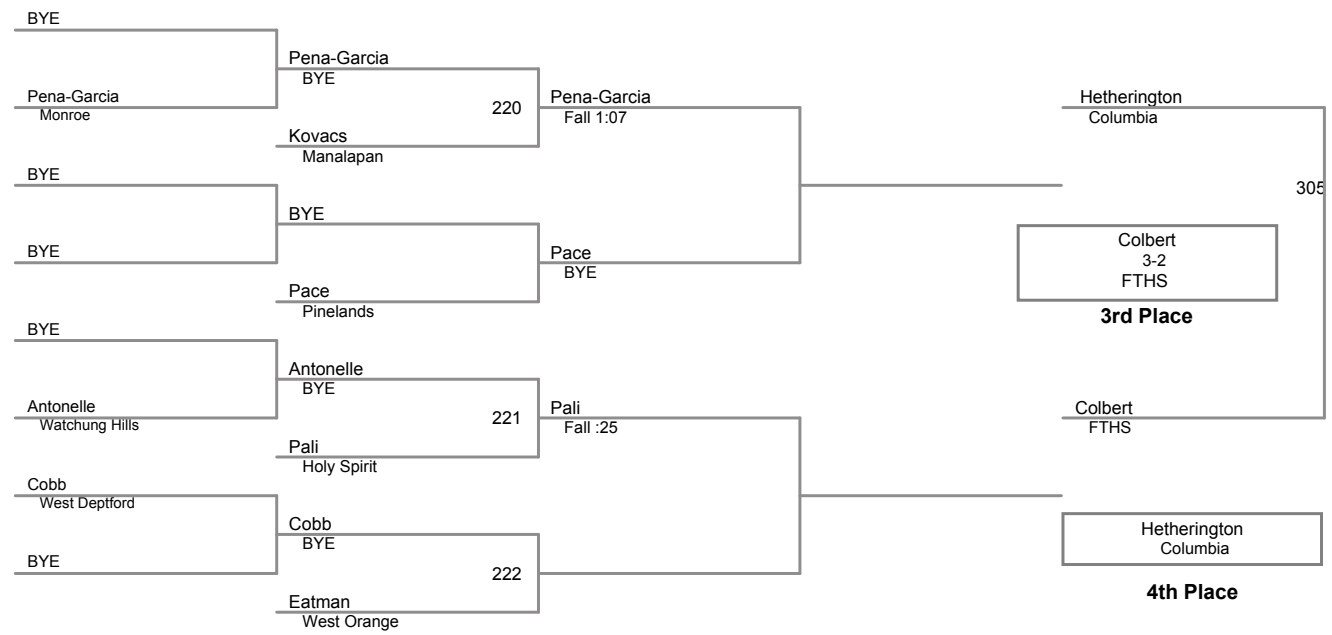 BYE
Pena-Garcia
BYE
Pena-Garcia
Monroe
220
Pena-Garcia
Fall 1:07
Hetherington
Columbia
Kovacs
Manalapan
BYE
305
BYE
BYE
Pace
BYE
Colbert
3-2
FTHS
3rd Place
Pace
Pinelands
BYE
Antonelle
BYE
Antonelle
Watchung Hills
221
Pali
Fall :25
Colbert
FTHS
Pali
Holy Spirit
Cobb
West Deptford
Cobb
BYE
BYE
222
Hetherington
Columbia
4th Place
Eatman
West Orange